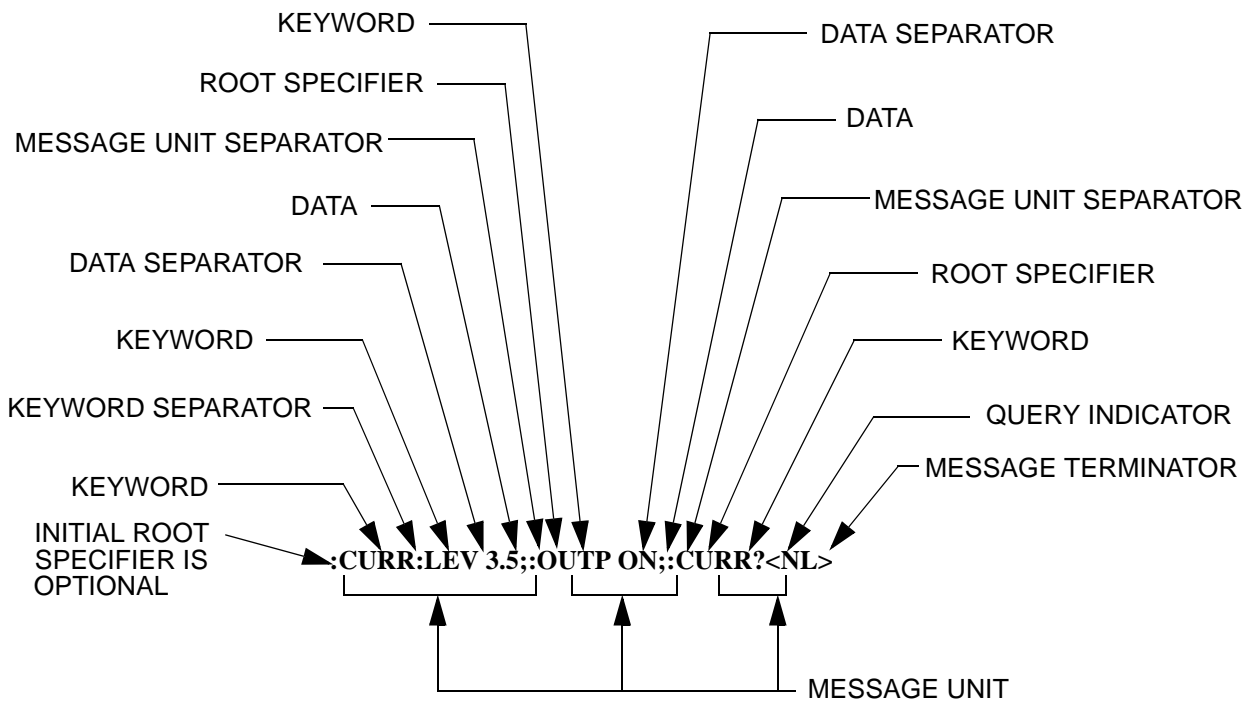 KEYWORD
DATA SEPARATOR
ROOT SPECIFIER
DATA
MESSAGE UNIT SEPARATOR
MESSAGE UNIT SEPARATOR
DATA
DATA SEPARATOR
ROOT SPECIFIER
KEYWORD
KEYWORD
KEYWORD SEPARATOR
QUERY INDICATOR
MESSAGE TERMINATOR
KEYWORD
INITIAL ROOT
SPECIFIER IS
OPTIONAL
:CURR:LEV 3.5;:OUTP ON;:CURR?<NL>
MESSAGE UNIT